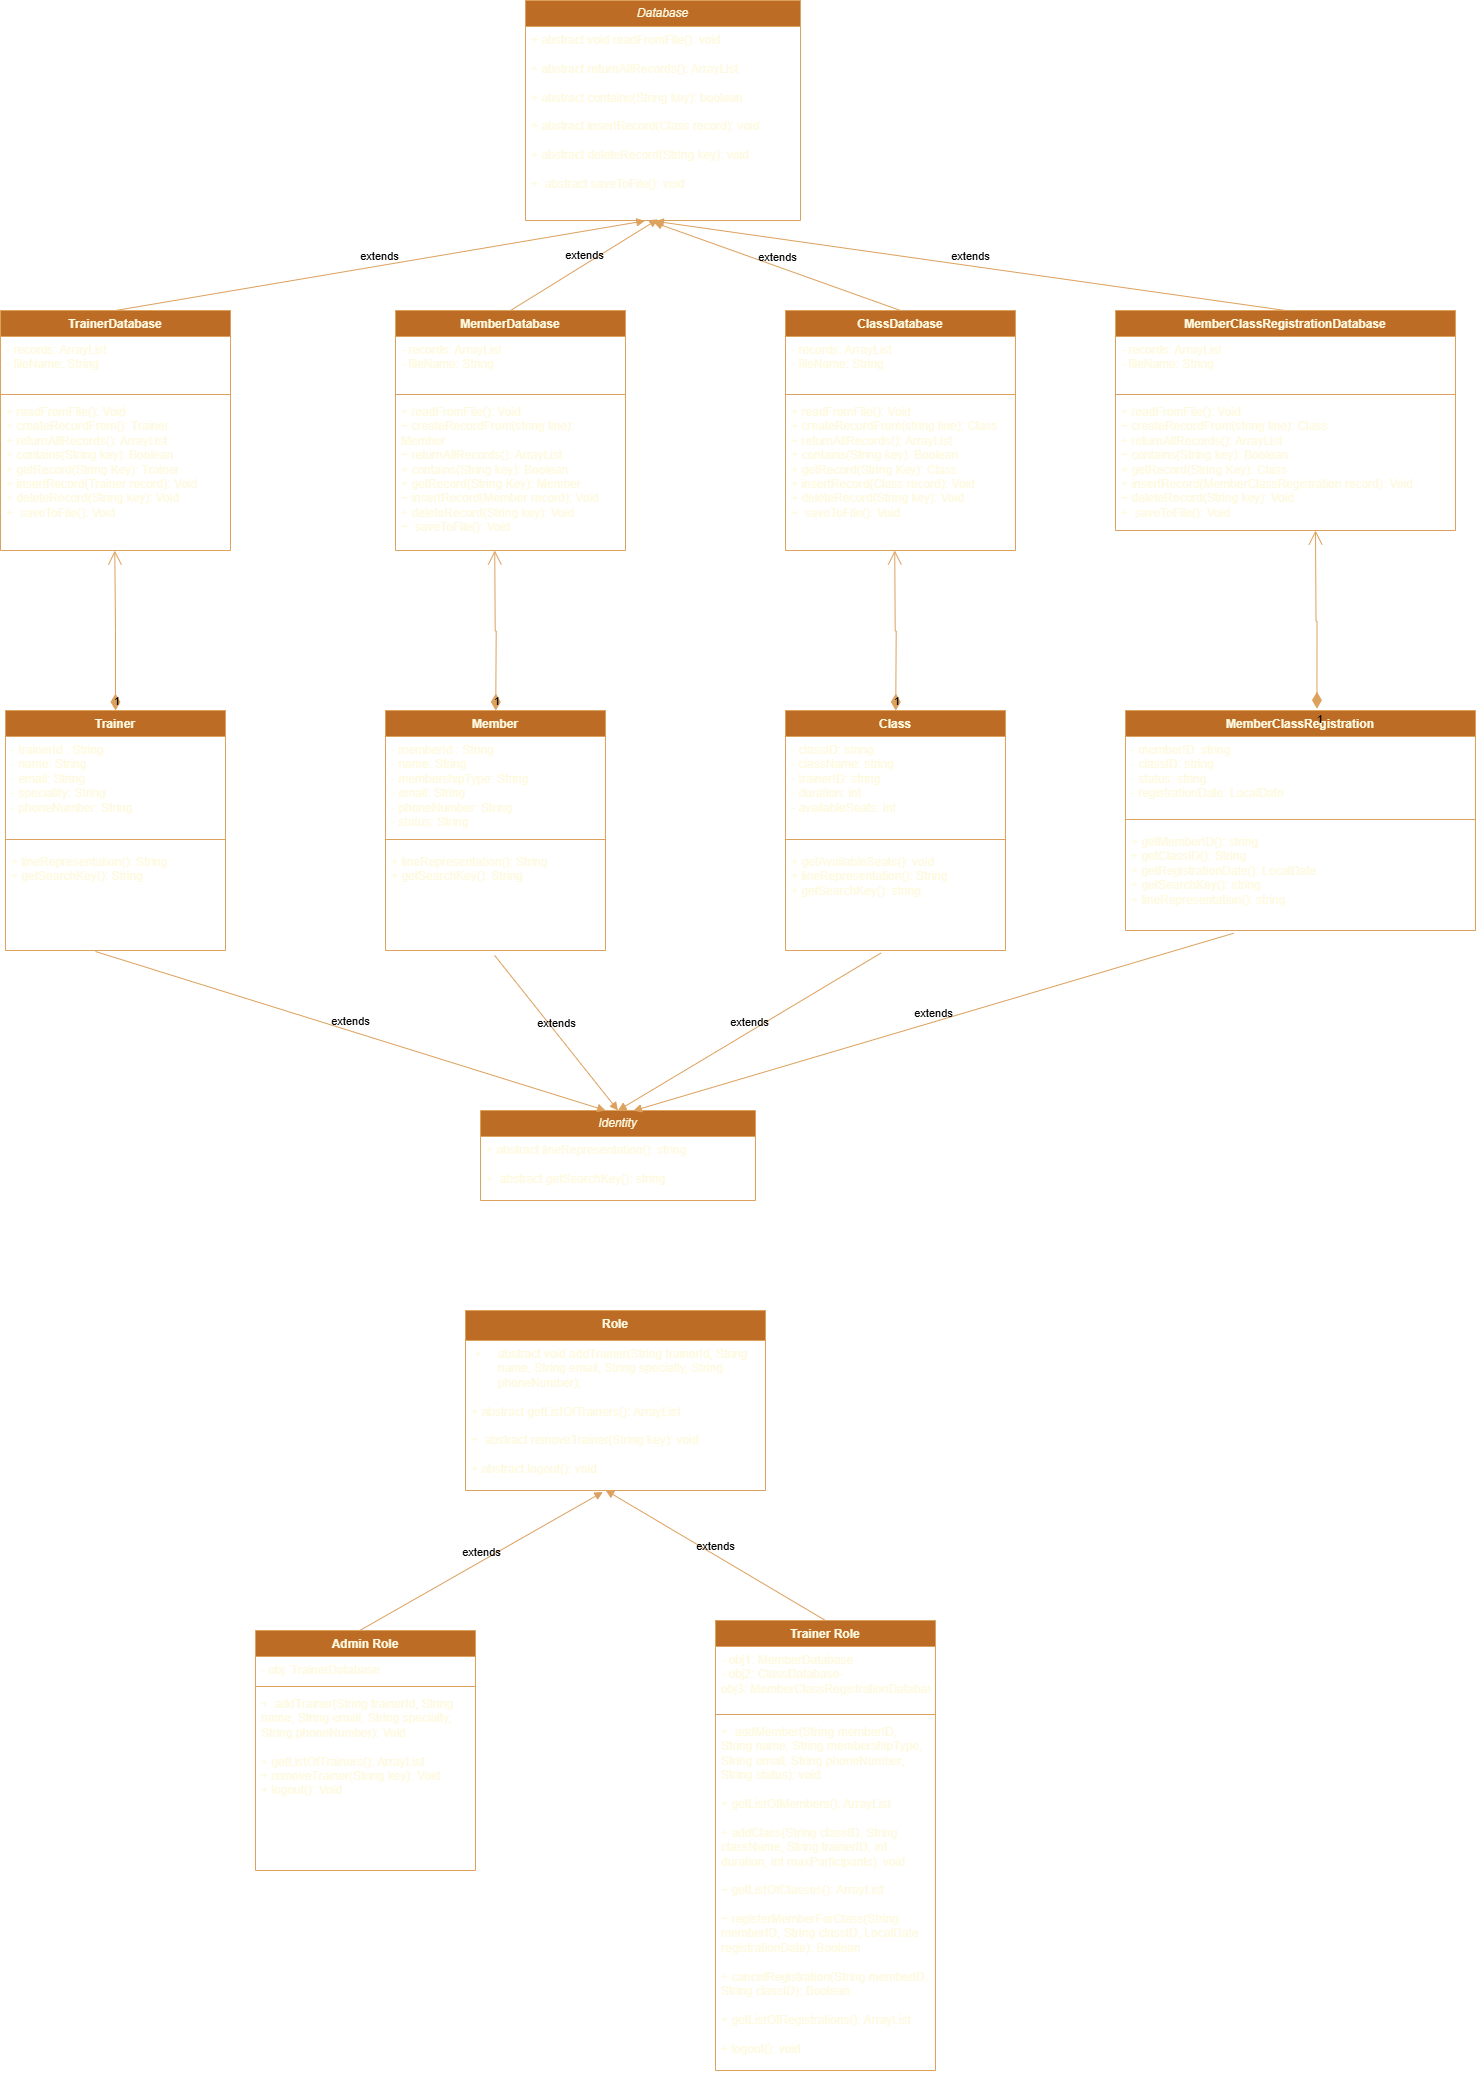 Database
+ abstract void readFromFile(): void
+ abstract returnAllRecords(): ArrayList
+ abstract contains(String key): boolean
+ abstract insertRecord(Class record): void
+ abstract deleteRecord(String key): void
+ abstract saveToFile(): void
extends
extends
extends
extends
TrainerDatabase
- records: ArrayList
- fileName: String
+ readFromFile(): Void
+ createRecordFrom(): Trainer
+ returnAllRecords(): ArrayList
+ contains(String key): Boolean
+ getRecord(String Key): Trainer
+ insertRecord(Trainer record): Void
+ deleteRecord(String key): Void
+ saveToFile(): Void
MemberDatabase
- records: ArrayList
- fileName: String
+ readFromFile(): Void
+ createRecordFrom(string line):
Member
+ returnAllRecords(): ArrayList
+ contains(String key): Boolean
+ getRecord(String Key): Member
+ insertRecord(Member record): Void
+ deleteRecord(String key): Void
+ saveToFile(): Void
ClassDatabase
- records: ArrayList
- fileName: String
+ readFromFile(): Void
+ createRecordFrom(string line): Class
+ returnAllRecords(): ArrayList
+ contains(String key): Boolean
+ getRecord(String Key): Class
+ insertRecord(Class record): Void
+ deleteRecord(String key): Void
+ saveToFile(): Void
MemberClassRegistrationDatabase
- records: ArrayList
- fileName: String
+ readFromFile(): Void
+ createRecordFrom(string line): Class
+ returnAllRecords(): ArrayList
+ contains(String key): Boolean
+ getRecord(String Key): Class
+ insertRecord(MemberClassRegistration record): Void
+ deleteRecord(String key): Void
+ saveToFile(): Void
1
1
1
1
Trainer
- trainerId : String
- name: String
- email: String
- speciality: String
- phoneNumber: String
+ lineRepresentation(): String
+ getSearchKey(): String
Member
- memberId : String
- name: String
- membershipType: String
- email: String
- phoneNumber: String
- status: String
+ lineRepresentation(): String
+ getSearchKey(): String
Class
- classID: string
- className: string
- trainerID: string
- duration: int
- availableSeats: int
+ getAvailableSeats(): void
+ lineRepresentation(): String
+ getSearchKey(): string
MemberClassRegistration
- memberID: string
- classID: string
- status: string
- registrationDate: LocalDate
+ getMemberID(): string
+ getClassID(): String
+ getRegistrationDate(): LocalDate
+ getSearchKey(): string
+ lineRepresentation(): string
extends
extends
extends
extends
Identity
+ abstract lineRepresentation(): string
+ abstract getSearchKey(): string
Role
+ abstract void addTrainer(String trainerId, String
name, String email, String specialty, String
phoneNumber);
+ abstract getListOfTrainers(): ArrayList
+ abstract removeTrainer(String key): Void
+ abstract logout(): void
extends
extends
Admin Role
- obj: TrainerDatabase
+ addTrainer(String trainerId, String
name, String email, String specialty,
String phoneNumber): Void
+ getListOfTrainers(): ArrayList
+ removeTrainer(String key): Void
+ logout(): Void
Trainer Role
- obj1: MemberDatabase
- obj2: ClassDatabase
obj3: MemberClassRegistrationDatabas
+ addMember(String memberID,
String name, String membershipType,
String email, String phoneNumber,
String status): void
+ getListOfMembers(): ArrayList
+ addClass(String classID, String
className, String trainerID, int
duration, int maxParticipants): void
+ getListOfClasses(): ArrayList
+ registerMemberForClass(String
memberID, String classID, LocalDate
registrationDate): Boolean
+ cancelRegistration(String memberID,
String classID): Boolean
+ getListOfRegistrations(): ArrayList
+ logout(): void